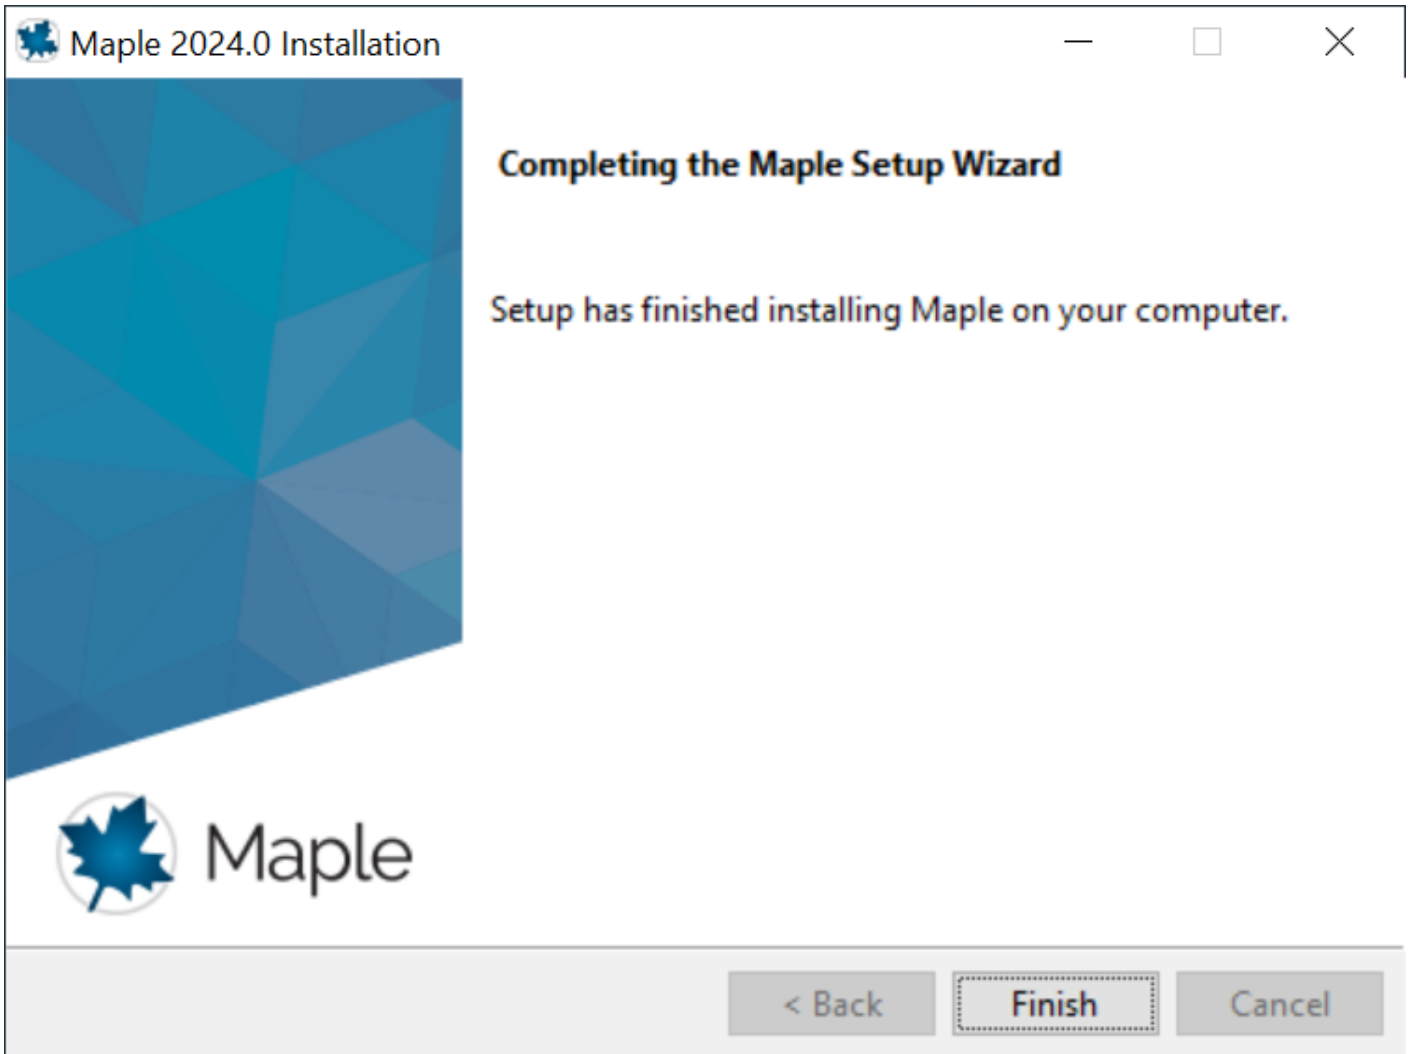 Maple 2024.0 Installation
Completing the Maple Setup Wizard
Setup has finished installing Maple on your computer.
Maple
< Back
Finish
Cancel